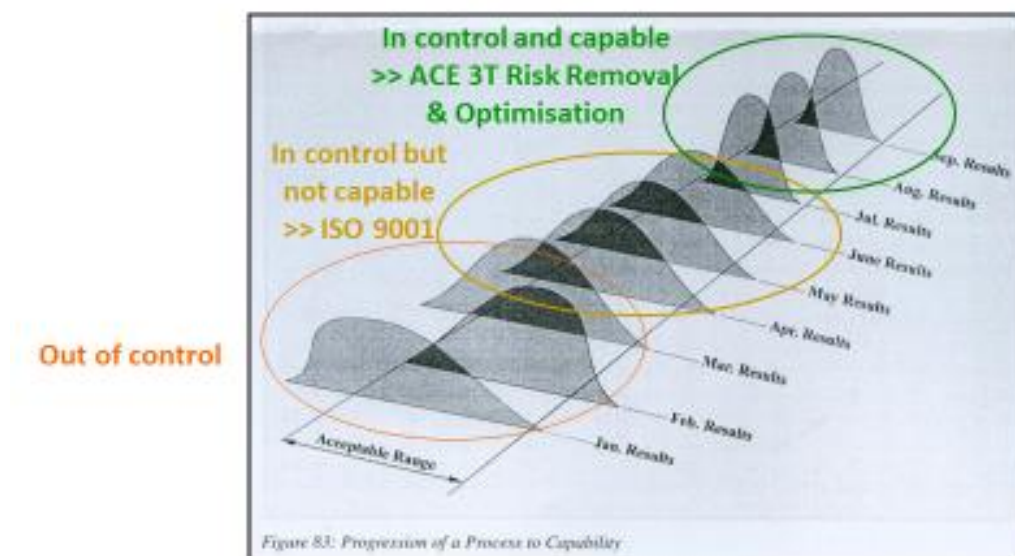 In control and capable
>> ACE 3T Risk Removal
& Optimisation
In control but
not capable
>> ISO 9001
Out of control
Sep. Results
Aug. Results
Jul. Results
June Results
May Results
Apr. Results
Mar. Results
Feb. Results
Jan. Results
Acceptable Range
Figure 83: Progression of a Process to Capability